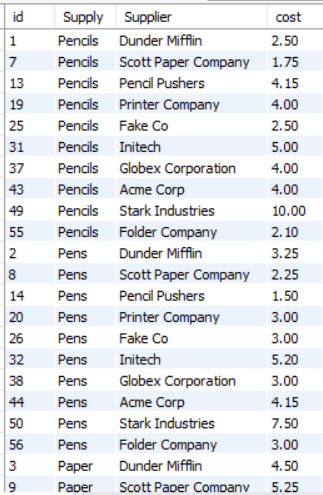 id Supply Supplier cost
1 Pencils Dunder Mifflin 2.50
7 Pencils Scott Paper Company 1.75
13 Pencils Pencil Pushers 4.15
19 Pencils Printer Company 4.00
25 Pencils Fake Co 2.50
31 Pencils Initech 5.00
37 Pencils Globex Corporation 4.00
43 Pencils Acme Corp 4.00
49 Pencils Stark Industries 10.00
55 Pencils Folder Company 2.10
2 Pens Dunder Mifflin 3.25
8 Pens Scott Paper Company 2.25
14 Pens Pencil Pushers 1.50
20 Pens Printer Company 3.00
26 Pens Fake Co 3.00
32 Pens Initech 5.20
38 Pens Globex Corporation 3.00
44 Pens Acme Corp 4.15
50 Pens Stark Industries 7.50
56 Pens Folder Company 3.00
3 Paper Dunder Mifflin 4.50
9 Paper Scott Paper Company 5.25